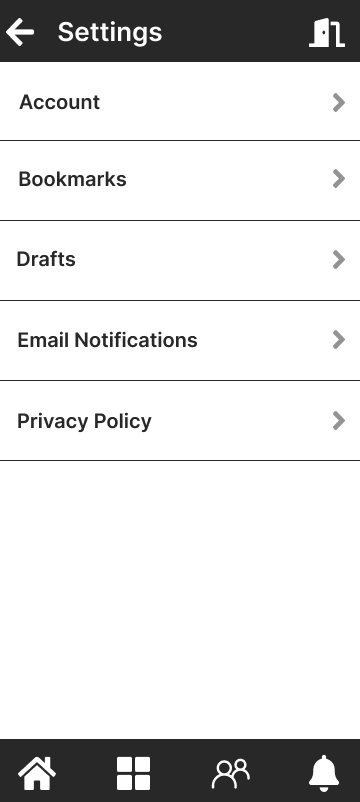 Settings
Account
Bookmarks
Drafts
Email Notifications
Privacy Policy